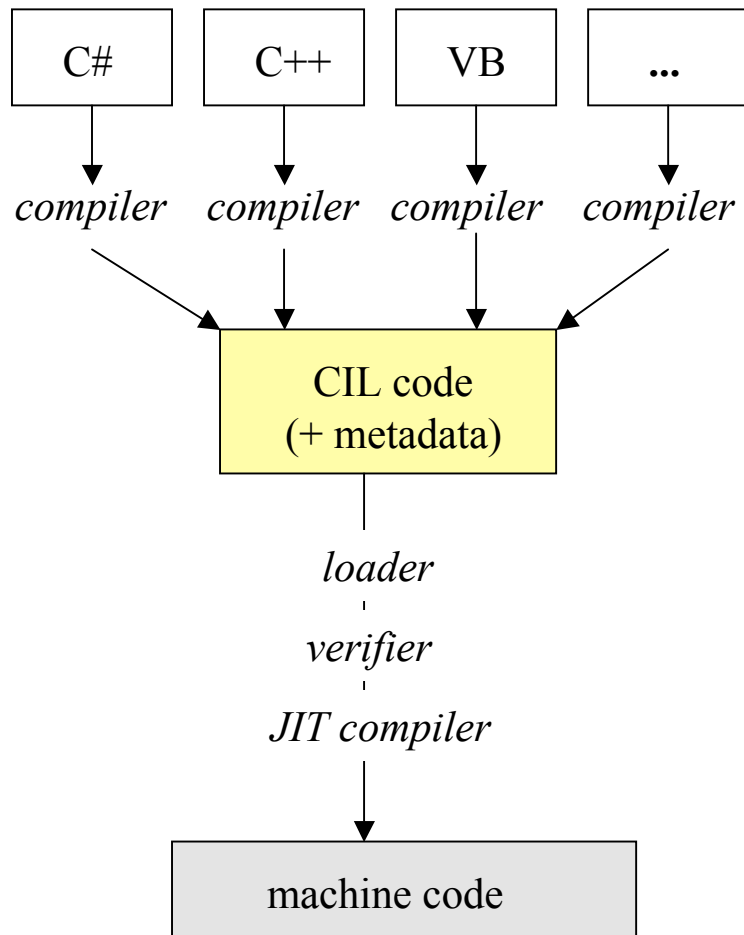 C#
C++
VB
...
compiler
compiler
compiler
compiler
CIL code
(+ metadata)
loader
verifier
JIT compiler
machine code